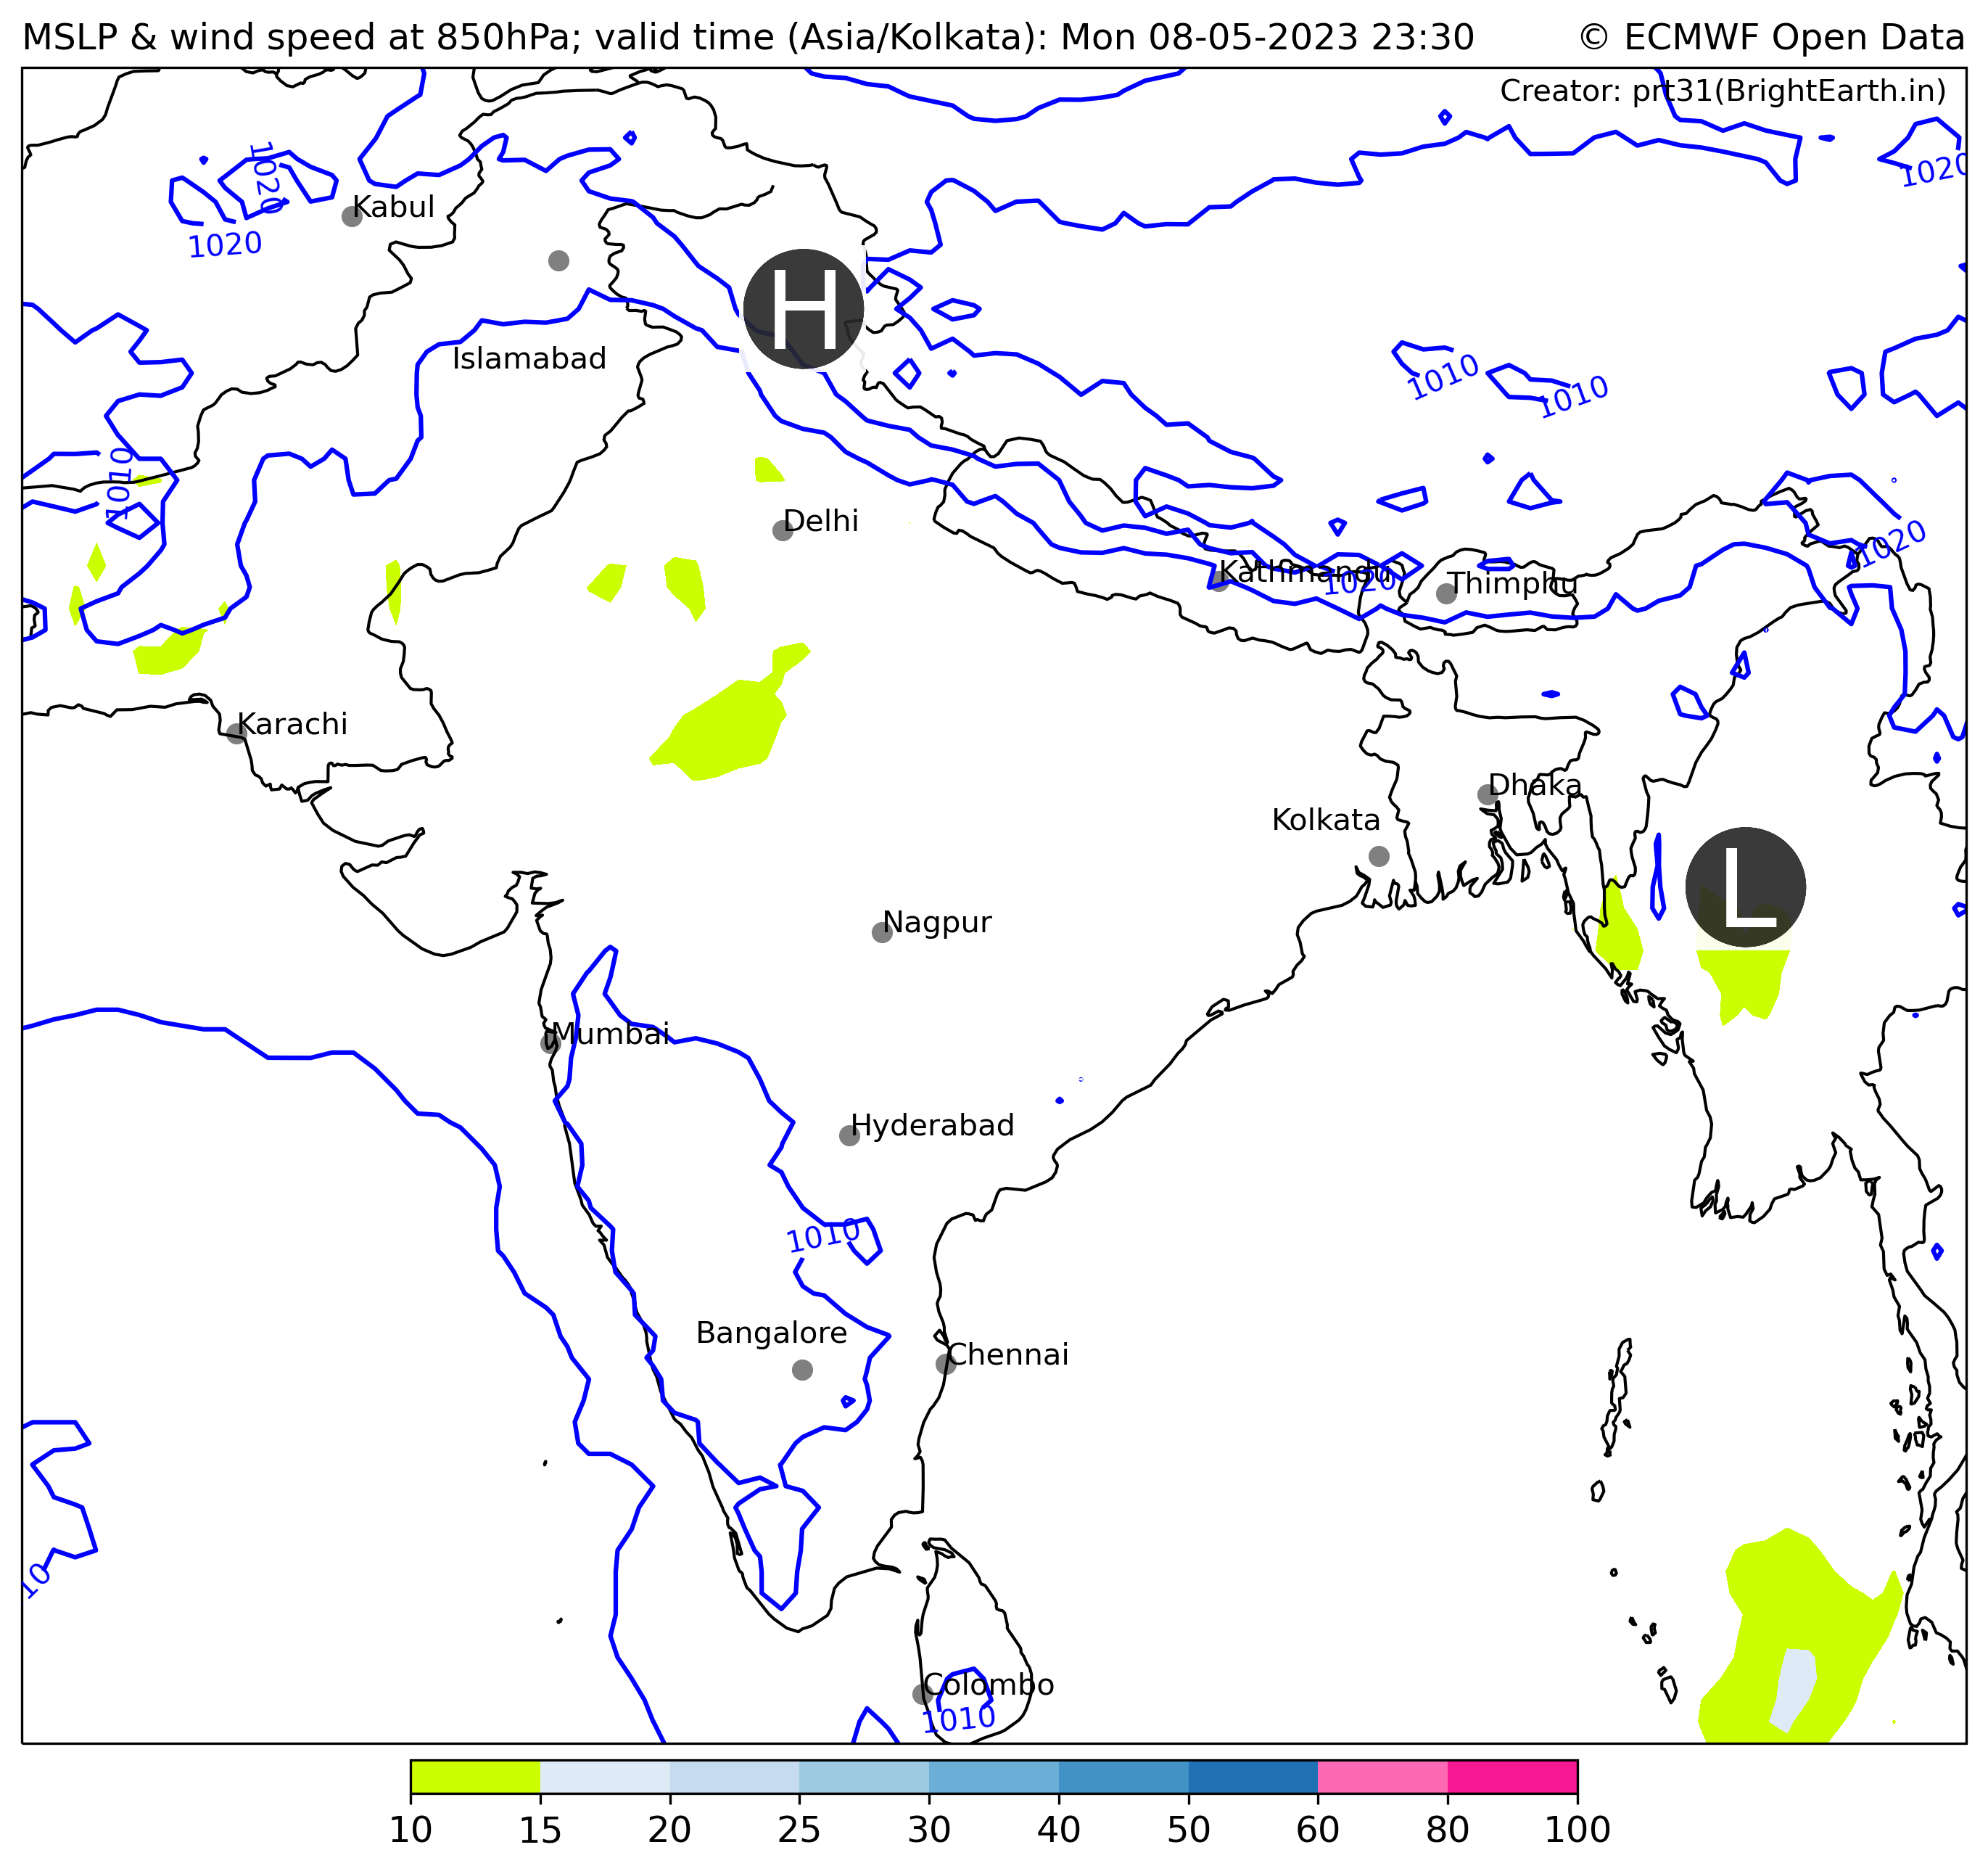 MSLP & wind speed at 850hPa; valid time (Asia/Kolkata): Mon 08-05-2023 23:30
© ECMWF Open Data
Creator: prt31(BrightEarth.in)
1020
1020
Kabul
1020
H
Islamabad
1010
1010
1010
Delhi
1020
Kathmandu
1020
Thimphu
Karachi
Dhaka
Kolkata
L
Nagpur
Mumbai
Hyderabad
1010
Bangalore
Chennai
10
Colombo
1010
10 15 20 25 30 40 50 60 80 100